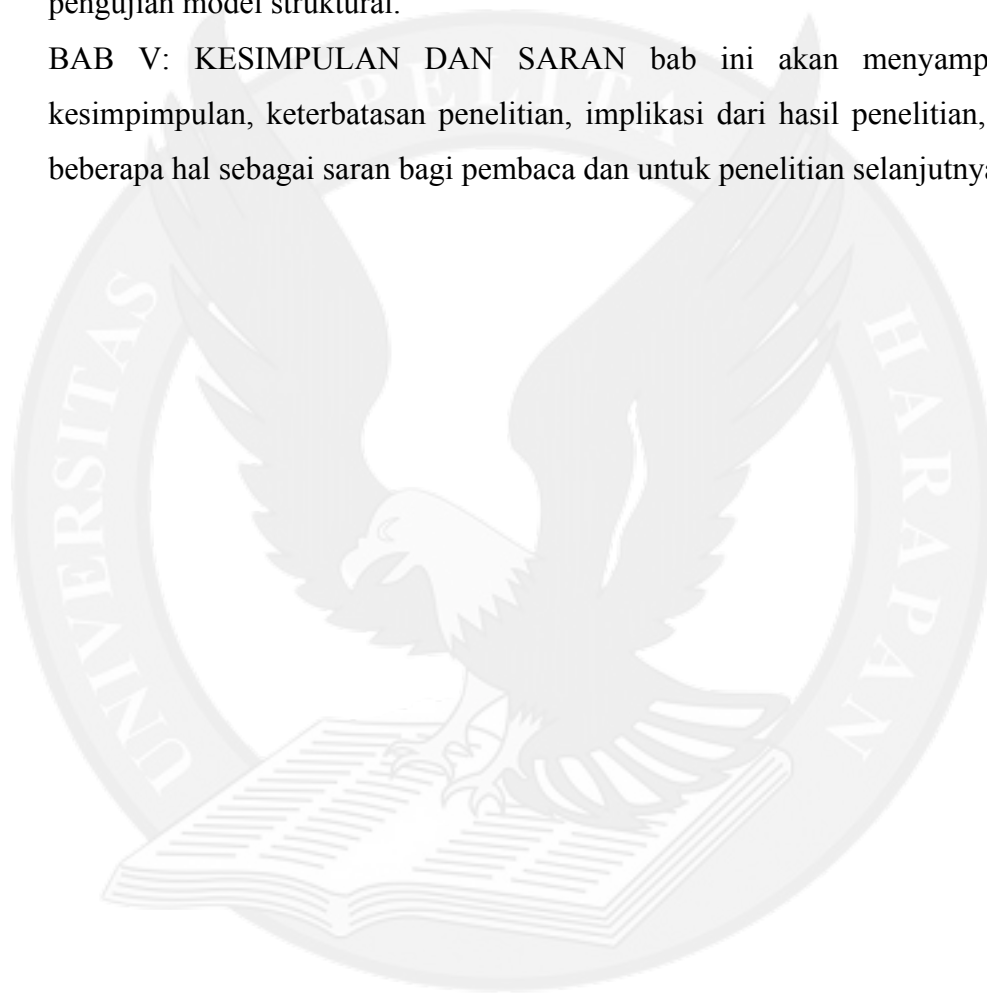 pengujian model struktural.
BAB V: KESIMPULAN DAN SARAN bab ini akan menyamp
kesimpimpulan, keterbatasan penelitian, implikasi dari hasil penelitian,
beberapa hal sebagai saran bagi pembaca dan untuk penelitian selanjutnya
UNIVERSITAS PELITA HARAPAN